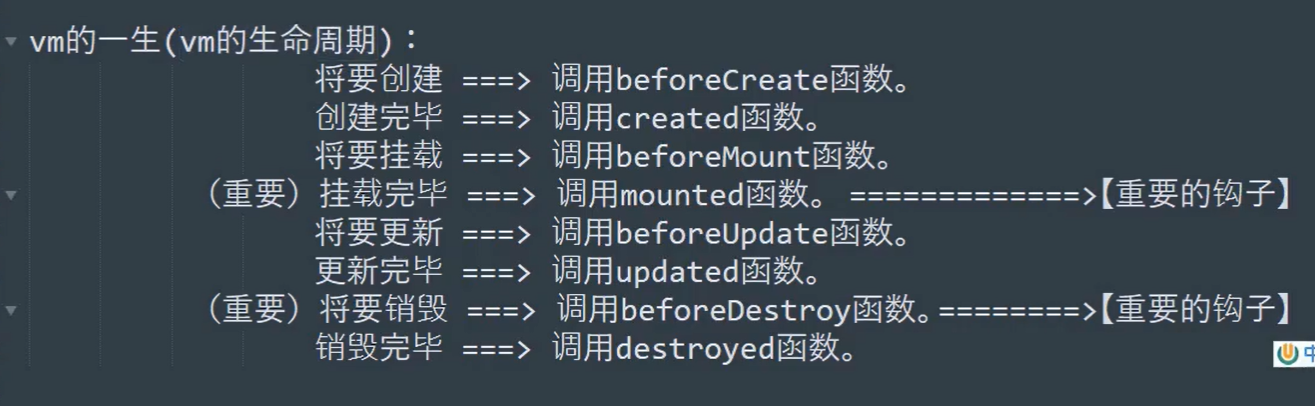 vm的一生(vm的生命周期)：
将要创建 ===> 调用beforeCreate函数。
创建完毕 ===> 调用created函数。
将要挂载 ===> 调用beforeMount函数。
（重要）挂载完毕 ===> 调用mounted函数。 =============>【重要的钩子】
将要更新 ===> 调用beforeUpdate函数。
更新完毕 ===> 调用updated函数。
（重要）将要销毁 ===> 调用beforeDestroy函数。========>【重要的钩子】
销毁完毕 ===> 调用destroyed函数。